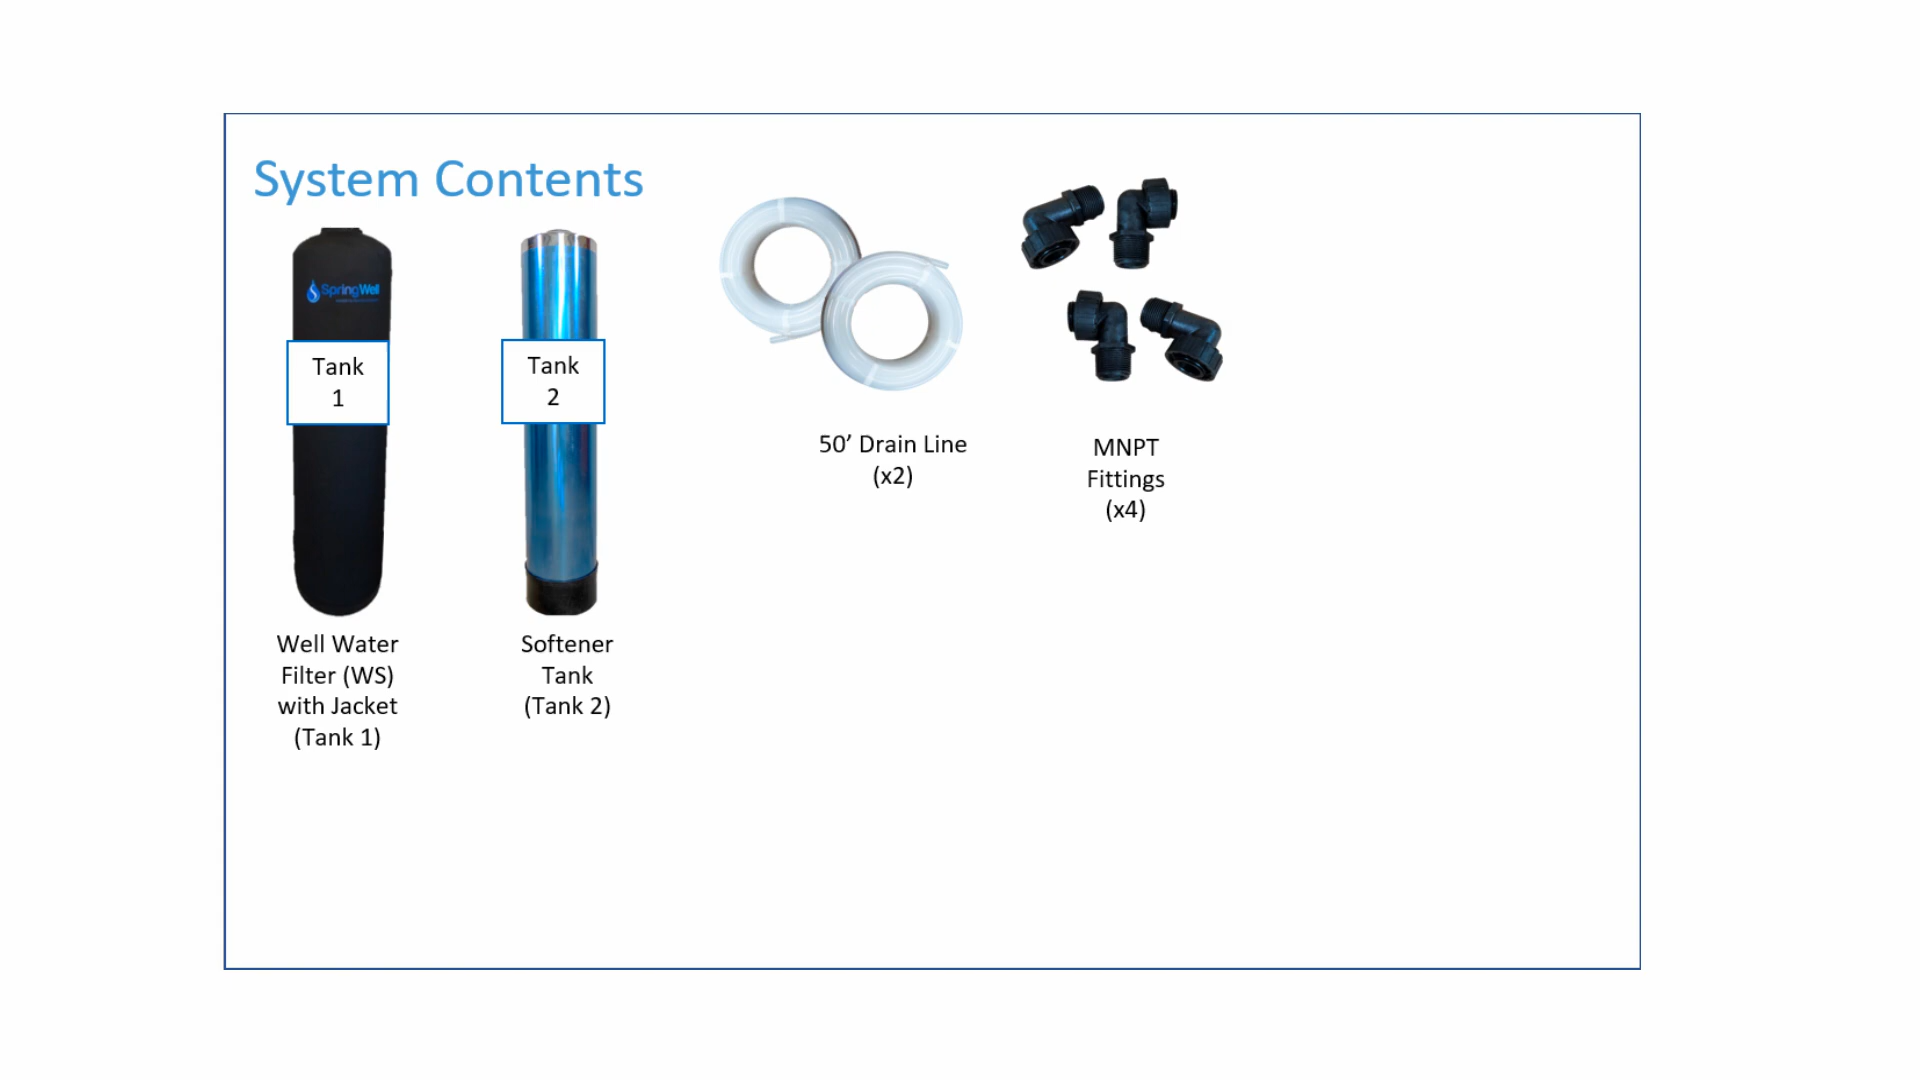 System Contents
SpringWell
Tank
1
Tank
2
50’ Drain Line
(x2)
MNPT
Fittings
(x4)
Well Water
Filter (WS)
with Jacket
(Tank 1)
Softener
Tank
(Tank 2)